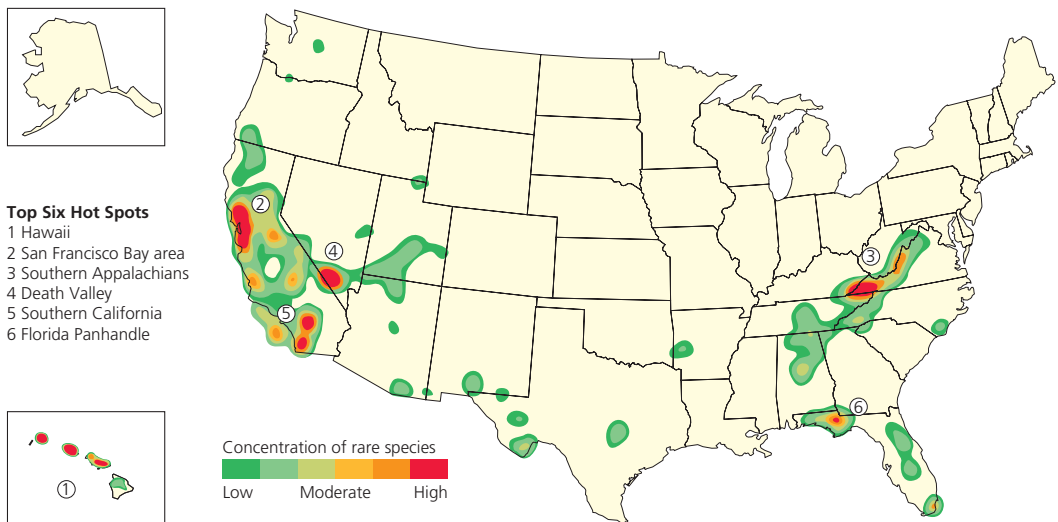 Top Six Hot Spots
1 Hawaii
2 San Francisco Bay area
3 Southern Appalachians
4 Death Valley
5 Southern California
6 Florida Panhandle
2
4
3
5
6
1
Concentration of rare species
Low Moderate High